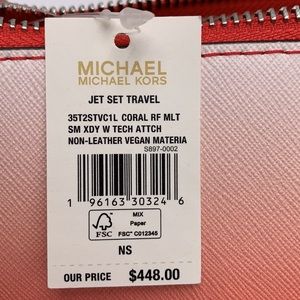 MICHAEL
MICHAEL KORS
JET SET TRAVEL
35T2STVC1L CORAL RF MLT
SM XDY W TECH ATTCH
NON-LEATHER VEGAN MATERIA
S897-0002
1 96163 30324 6
FSC
MIX
Paper
FSC™ C012345
NS
OUR PRICE $448.00